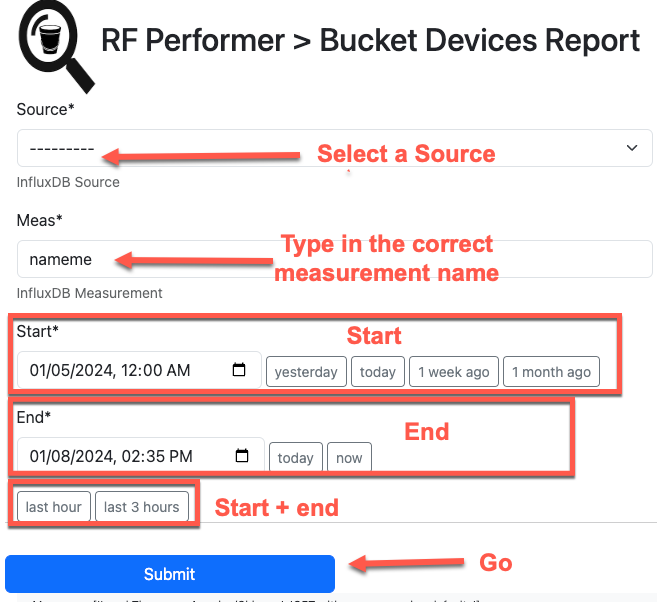 RF Performer > Bucket Devices Report
Source*
---------
Select a Source
InfluxDB Source
Meas*
nameme
Type in the correct
measurement name
InfluxDB Measurement
Start*
Start
01/05/2024, 12:00 AM
yesterday
today
1 week ago
1 month ago
End*
End
01/08/2024, 02:35 PM
today
now
last hour
last 3 hours
Start + end
Submit
Go